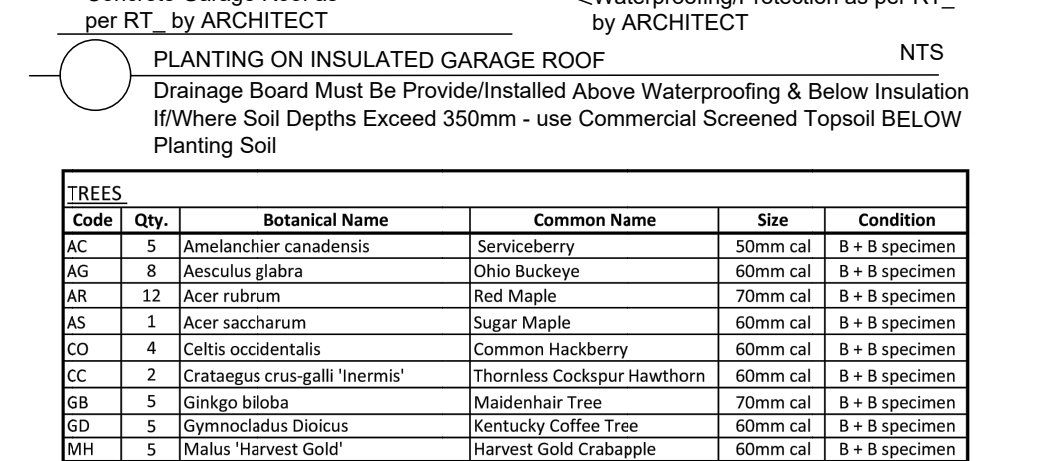 per RT_ by ARCHITECT
by ARCHITECT
PLANTING ON INSULATED GARAGE ROOF NTS
Drainage Board Must Be Provide/Installed Above Waterproofing & Below Insulation
If/Where Soil Depths Exceed 350mm - use Commercial Screened Topsoil BELOW
Planting Soil
TREES
Code Qty. Botanical Name Common Name Size Condition
AC 5 Amelanchier canadensis Serviceberry 50mm cal B + B specimen
AG 8 Aesculus glabra Ohio Buckeye 60mm cal B + B specimen
AR 12 Acer rubrum Red Maple 70mm cal B + B specimen
AS 1 Acer saccharum Sugar Maple 60mm cal B + B specimen
CO 4 Celtis occidentalis Common Hackberry 60mm cal B + B specimen
CC 2 Crataegus crus-galli 'Inermis' Thornless Cockspur Hawthorn 60mm cal B + B specimen
GB 5 Ginkgo biloba Maidenhair Tree 70mm cal B + B specimen
GD 5 Gymnocladus Dioicus Kentucky Coffee Tree 60mm cal B + B specimen
MH 5 Malus 'Harvest Gold' Harvest Gold Crabapple 60mm cal B + B specimen